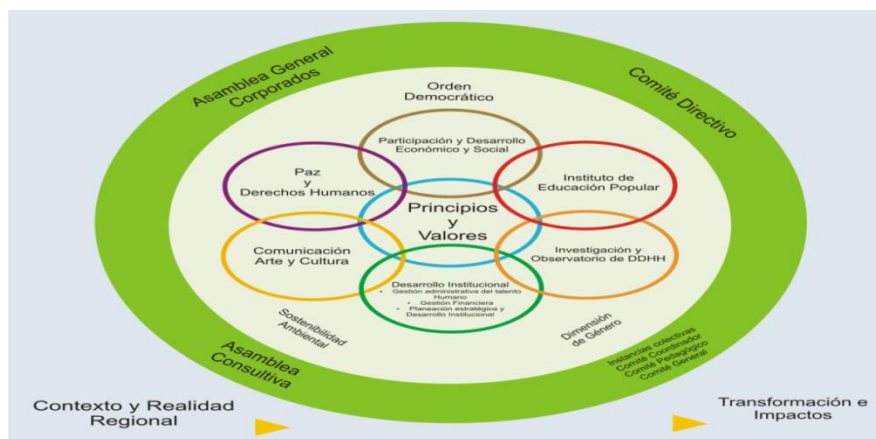 Asamblea General
Corporados
Comité Directivo
Orden
Democrático
Participación y Desarrollo
Económico y Social
Paz
y
Derechos Humanos
Instituto de
Educación Popular
Principios
y
Valores
Comunicación
Arte y Cultura
Investigación y
Observatorio de DDHH
Desarrollo Institucional
• Gestión administrativa del talento
Humano
• Gestión Financiera
• Planeación estratégica y
Desarrollo Institucional
Sostenibilidad
Ambiental
Dimensión
de Género
Asamblea
Consultiva
Instancias colectivas
Comité Coordinador
Comité Pedagógico
Comité General
Contexto y Realidad
Regional
Transformación e
Impactos